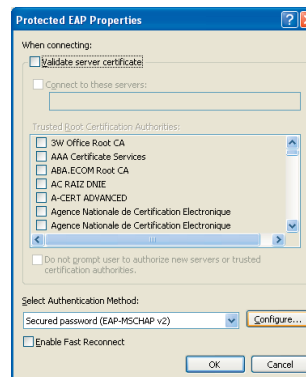 Protected EAP Properties
When connecting:
Validate server certificate
Connect to these servers:
Trusted Root Certification Authorities:
3W Office Root CA
AAA Certificate Services
ABA.ECOM Root CA
AC RAIZ DNIE
A-CERT ADVANCED
Agence Nationale de Certification Electronique
Agence Nationale de Certification Electronique
Do not prompt user to authorize new servers or trusted
certification authorities.
Select Authentication Method:
Secured password (EAP-MSCHAP v2)
Configure...
Enable Fast Reconnect
OK
Cancel